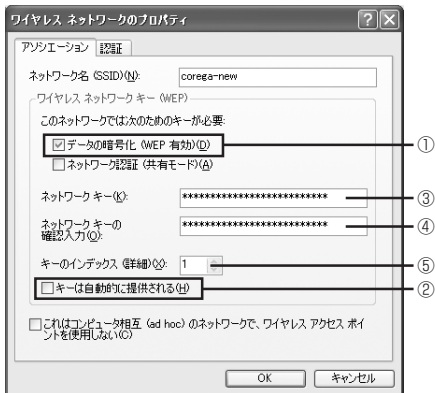 ワイヤレス ネットワークのプロパティ
アソシエーション 認証
ネットワーク名 (SSID)(N): corega-new
ワイヤレス ネットワーク キー (WEP)
このネットワークでは次のためのキーが必要:
データの暗号化 (WEP 有効)(D) ①
ネットワーク認証 (共有モード)(A)
ネットワーク キー(K): ************************** ③
ネットワーク キーの
確認入力(O): ************************** ④
キーのインデックス (詳細)(X): 1 ⑤
キーは自動的に提供される(H) ②
これはコンピュータ相互 (ad hoc) のネットワークで、ワイヤレス アクセス ポイ
ントを使用しない(C)
OK キャンセル